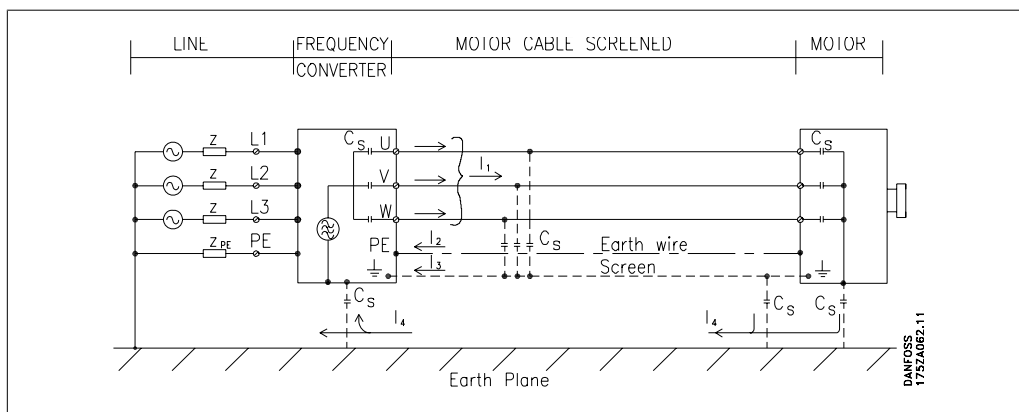 LINE
FREQUENCY CONVERTER
MOTOR CABLE SCREENED
MOTOR
Z L1
Z L2
Z L3
Z PE PE
C S U
V
W
PE
I 1
I 2
I 3
C S
Earth wire
Screen
C S
C S
I 4
C S
C S
I 4
Earth Plane
DANFOSS
175ZA062.11